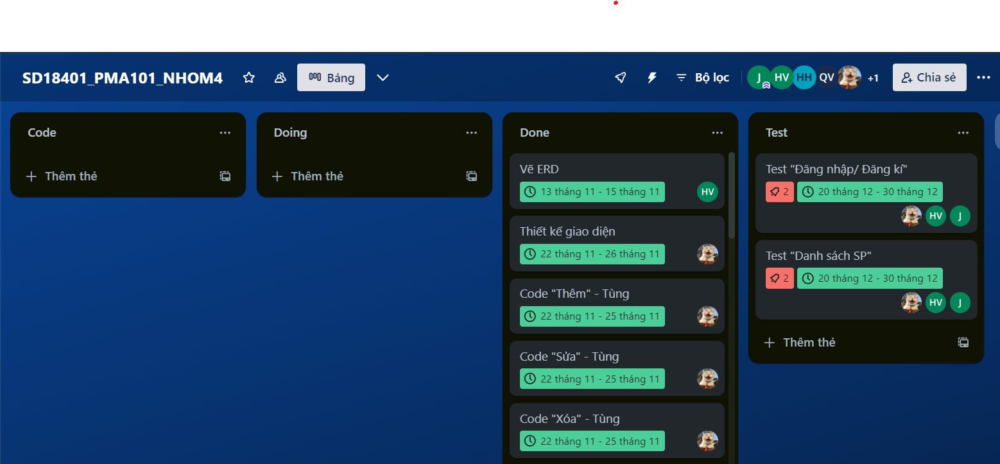 SD18401_PMA101_NHOM4
Bảng
Bộ lọc
J
HV
HH
QV
+1
Chia sẻ
Code
Thêm thẻ
Doing
Thêm thẻ
Done
Vẽ ERD
13 tháng 11 - 15 tháng 11
HV
Thiết kế giao diện
22 tháng 11 - 26 tháng 11
Code "Thêm" - Tùng
22 tháng 11 - 25 tháng 11
Code "Sửa" - Tùng
22 tháng 11 - 25 tháng 11
Code "Xóa" - Tùng
22 tháng 11 - 25 tháng 11
Test
Test "Đăng nhập/ Đăng kí"
2
20 tháng 12 - 30 tháng 12
HV
J
Test "Danh sách SP"
2
20 tháng 12 - 30 tháng 12
HV
J
Thêm thẻ